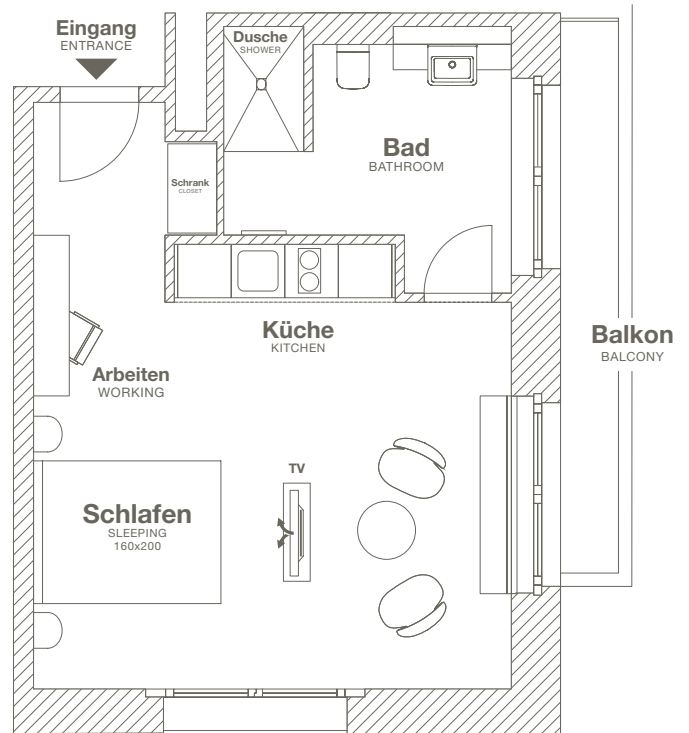 Eingang
ENTRANCE
Dusche
SHOWER
Bad
BATHROOM
Schrank
CLOSET
Küche
KITCHEN
Balkon
BALCONY
Arbeiten
WORKING
TV
Schlafen
SLEEPING
160x200